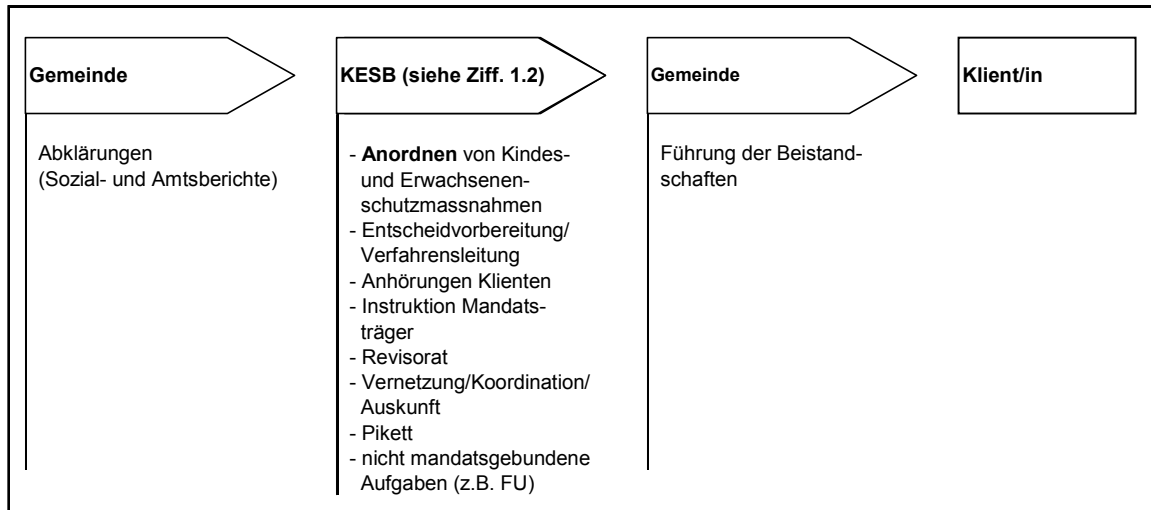 Gemeinde
Abklärungen
(Sozial- und Amtsberichte)
KESB (siehe Ziff. 1.2)
- Anordnen von Kindes-
und Erwachsenen-
schutzmassnahmen
- Entscheidvorbereitung/
Verfahrensleitung
- Anhörungen Klienten
- Instruktion Mandats-
träger
- Revisorat
- Vernetzung/Koordination/
Auskunft
- Pikett
- nicht mandatsgebundene
Aufgaben (z.B. FU)
Gemeinde
Führung der Beistand-
schaften
Klient/in